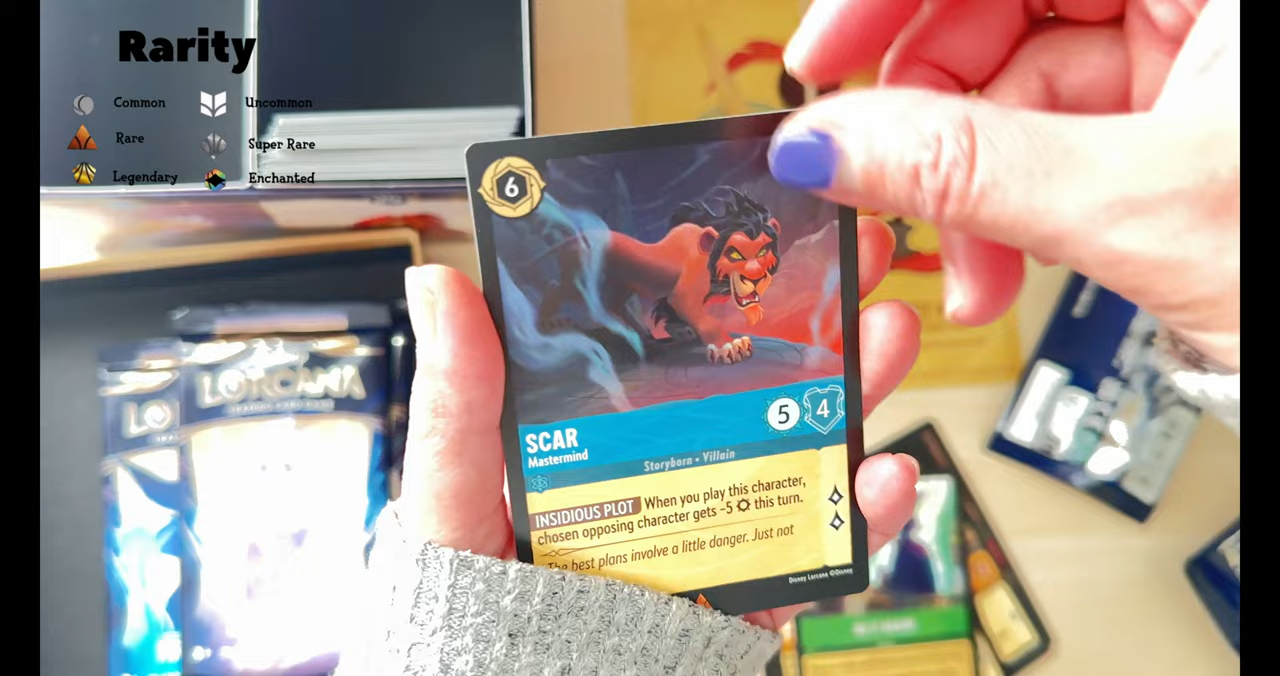 Rarity
Common
Uncommon
Rare
Super Rare
Legendary
Enchanted
6
LORCANA
LO
5
4
SCAR
Mastermind
Storyborn • Villain
INSIDIOUS PLOT When you play this character,
chosen opposing character gets -5 this turn.
The best plans involve a little danger. Just not
Disney Lorcana ©Disney